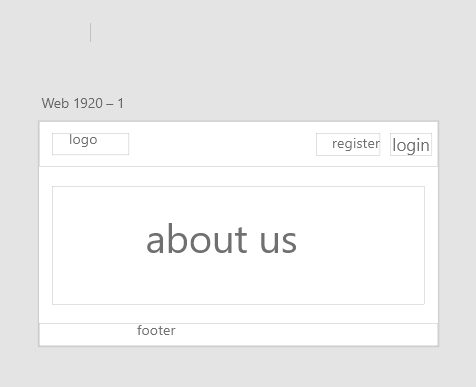 Web 1920 – 1
logo
register
login
about us
footer